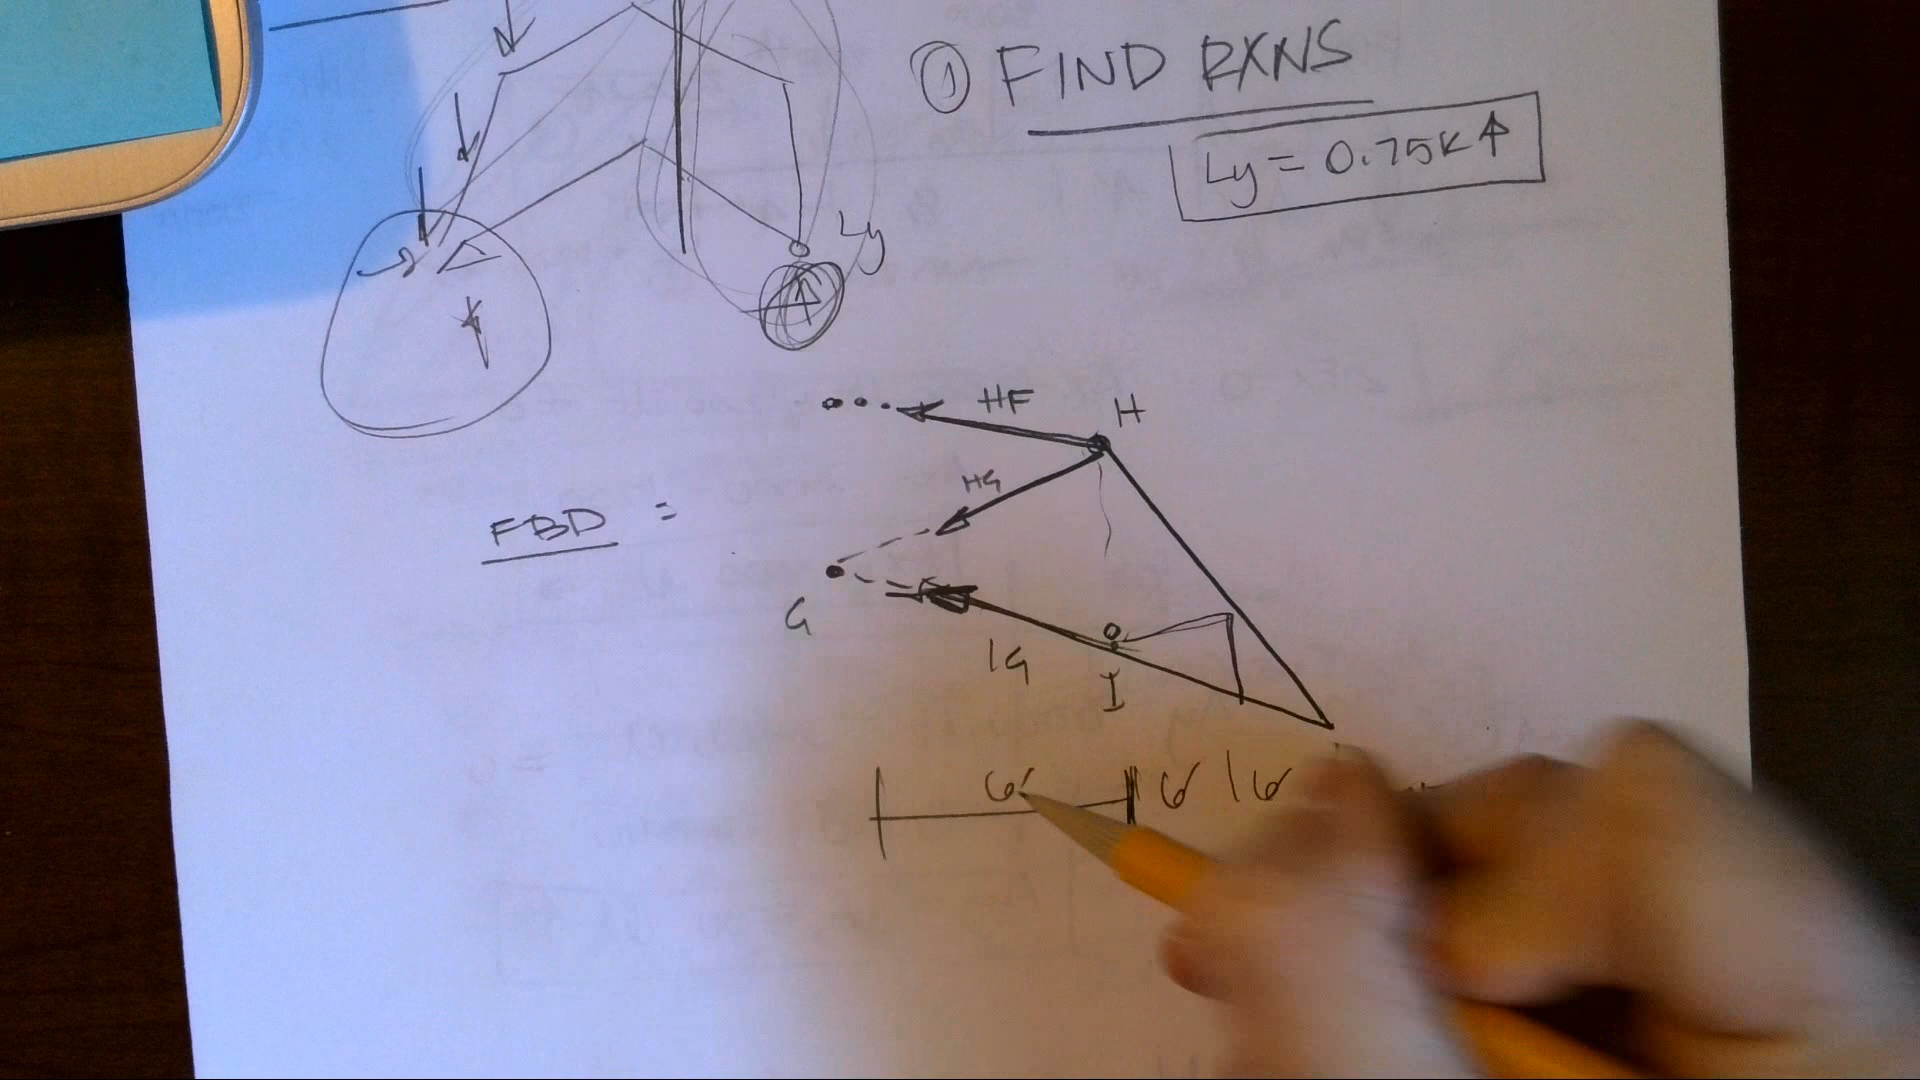 ① FIND RXNS
Ly = 0.75K↑
Ly
HF
H
HG
FBD =
G
IG
I
6' 6' 6'